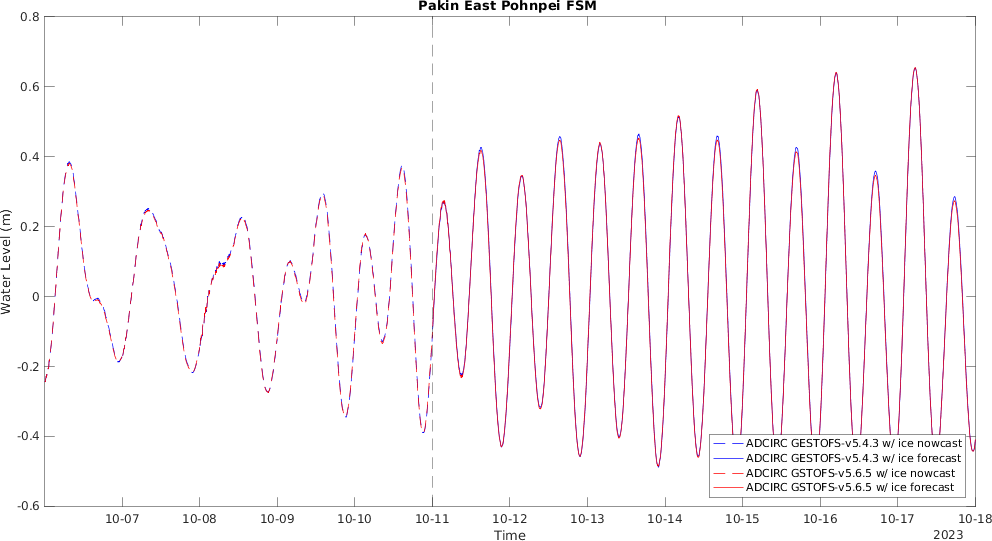 Pakin East Pohnpei FSM
0.8
0.6
0.4
0.2
0
-0.2
-0.4
-0.6
Water Level (m)
ADCIRC GESTOFS-v5.4.3 w/ ice nowcast
ADCIRC GESTOFS-v5.4.3 w/ ice forecast
ADCIRC GSTOFS-v5.6.5 w/ ice nowcast
ADCIRC GSTOFS-v5.6.5 w/ ice forecast
10-07 10-08 10-09 10-10 10-11 10-12 10-13 10-14 10-15 10-16 10-17 10-18
Time
2023